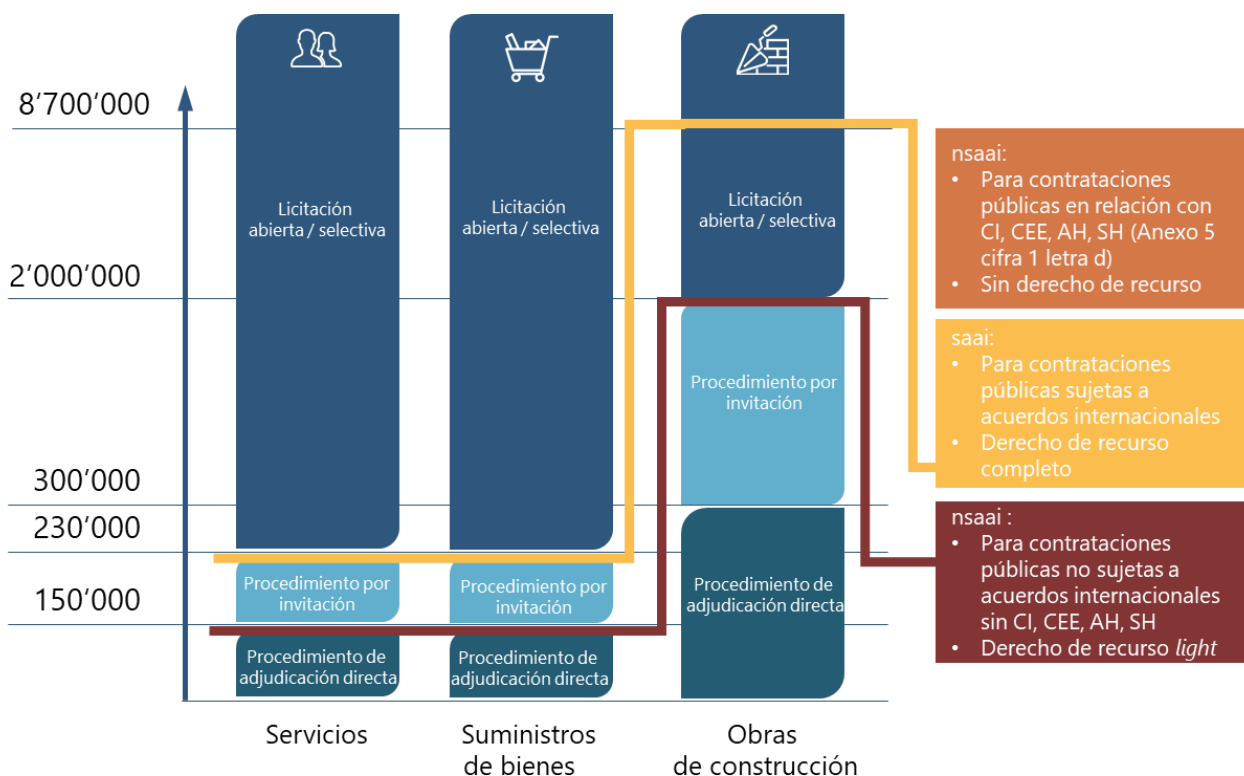 8’700’000
2’000’000
300’000
230’000
150’000
Licitación
abierta / selectiva
Procedimiento por
invitación
Procedimiento de
adjudicación directa
Servicios
Licitación
abierta / selectiva
Procedimiento por
invitación
Procedimiento de
adjudicación directa
Suministros
de bienes
Licitación
abierta / selectiva
Procedimiento por
invitación
Procedimiento de
adjudicación directa
Obras
de construcción
nsaai:
• Para contrataciones
públicas en relación con
CI, CEE, AH, SH (Anexo 5
cifra 1 letra d)
• Sin derecho de recurso
saai:
• Para contrataciones
públicas sujetas a
acuerdos internacionales
• Derecho de recurso
completo
nsaai :
• Para contrataciones
públicas no sujetas a
acuerdos internacionales
sin CI, CEE, AH, SH
• Derecho de recurso light